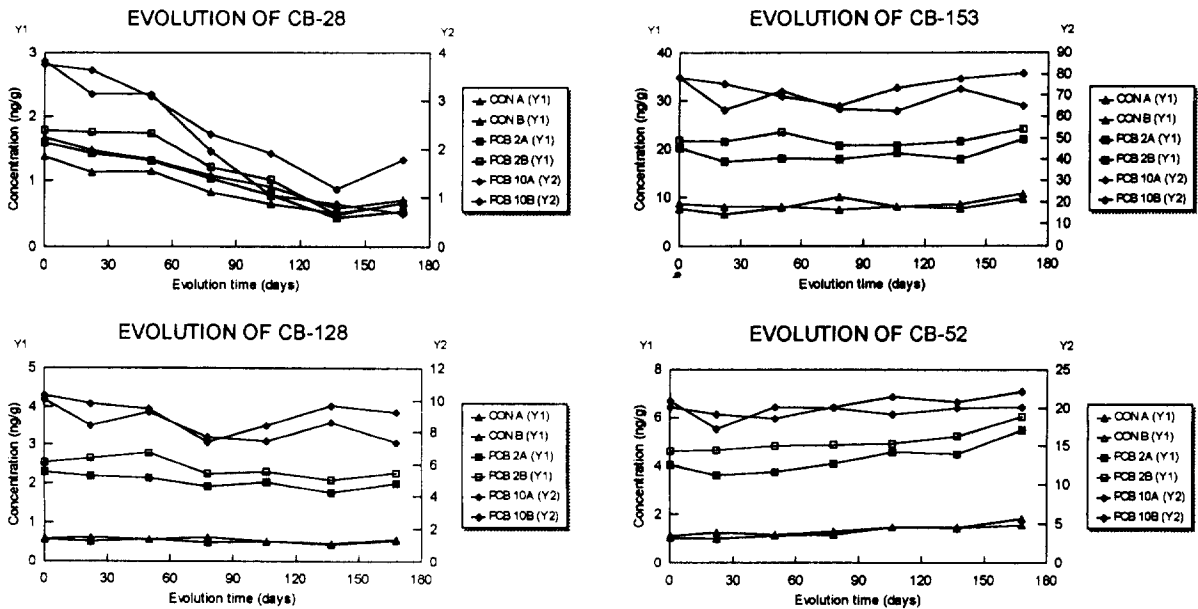 EVOLUTION OF CB-28
Y1
Y2
Concentration (ng/g)
3
2
1
0
4
3
2
1
0
0 30 60 90 120 150 180
Evolution time (days)
CON A (Y1)
CON B (Y1)
PCB 2A (Y1)
PCB 2B (Y1)
PCB 10A (Y2)
PCB 10B (Y2)
EVOLUTION OF CB-153
Y1
Y2
Concentration (ng/g)
40
30
20
10
0
90
80
70
60
50
40
30
20
10
0
0 30 60 90 120 150 180
Evolution time (days)
CON A (Y1)
CON B (Y1)
PCB 2A (Y1)
PCB 2B (Y1)
PCB 10A (Y2)
PCB 10B (Y2)
EVOLUTION OF CB-128
Y1
Y2
Concentration (ng/g)
5
4
3
2
1
0
12
10
8
6
4
2
0
0 30 60 90 120 150 180
Evolution time (days)
CON A (Y1)
CON B (Y1)
PCB 2A (Y1)
PCB 2B (Y1)
PCB 10A (Y2)
PCB 10B (Y2)
EVOLUTION OF CB-52
Y1
Y2
Concentration (ng/g)
8
6
4
2
0
25
20
15
10
5
0
0 30 60 90 120 150 180
Evolution time (days)
CON A (Y1)
CON B (Y1)
PCB 2A (Y1)
PCB 2B (Y1)
PCB 10A (Y2)
PCB 10B (Y2)